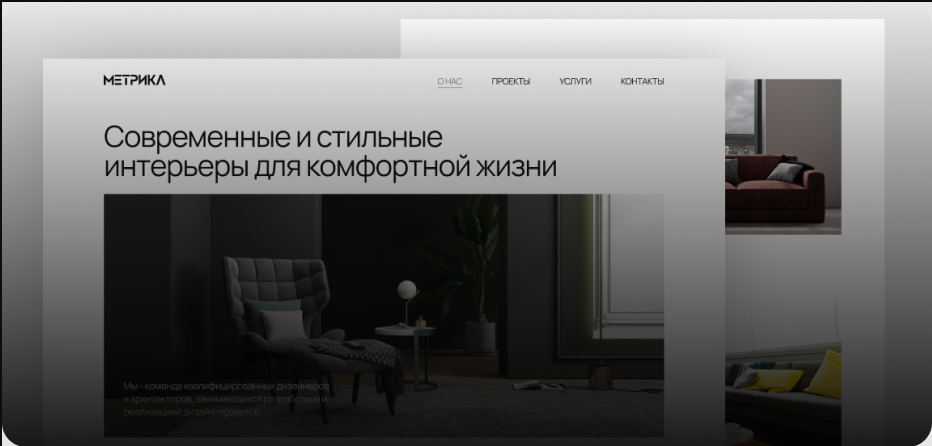 МЕТРИКА
О НАС ПРОЕКТЫ УСЛУГИ КОНТАКТЫ
Современные и стильные
интерьеры для комфортной жизни
Мы - команда квалифицированных дизайнеров
и архитекторов, занимающихся разработкой и
реализацией дизайн-проектов